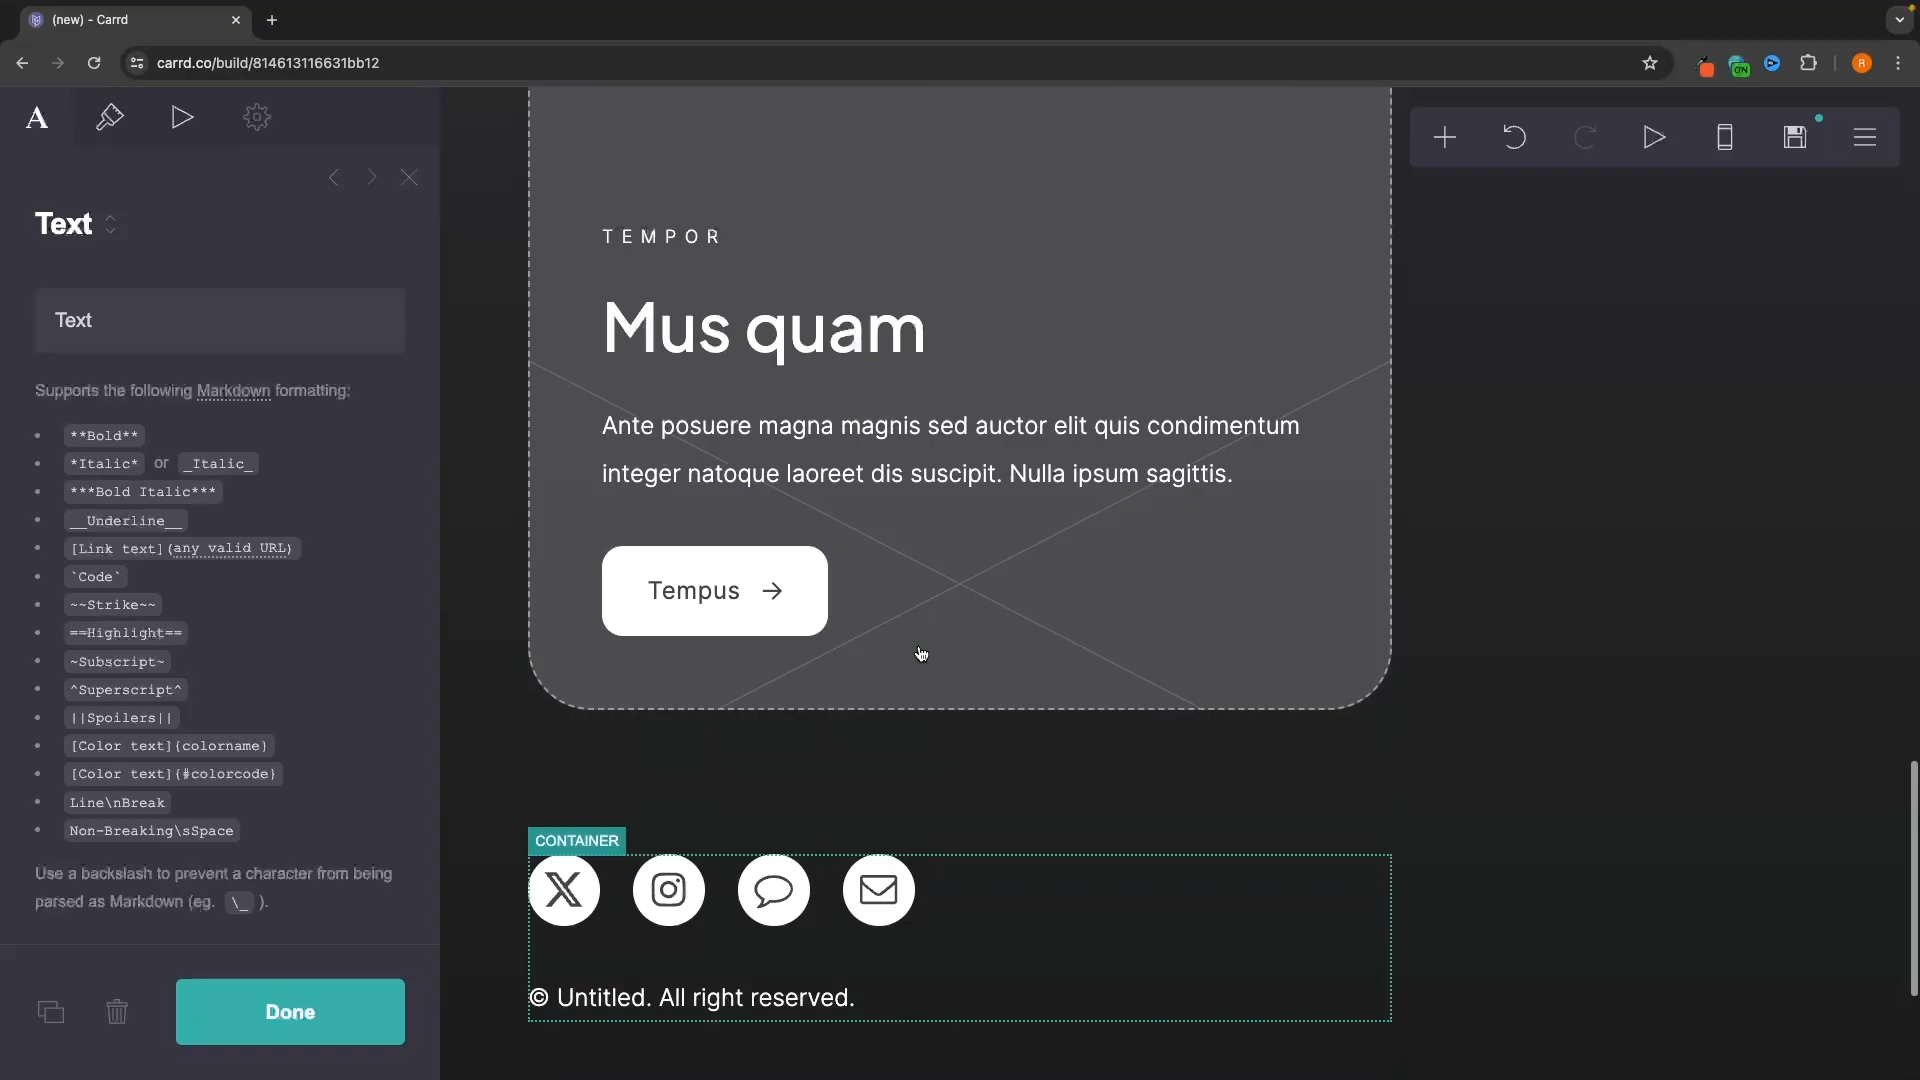 (new) - Carrd
carrd.co/build/814613116631bb12
ON
R
A
Text
Text
Supports the following Markdown formatting:
**Bold**
*Italic* or _Italic_
***Bold Italic***
__Underline__
[Link text](any valid URL)
`Code`
~~Strike~~
==Highlight==
~Subscript~
^Superscript^
||Spoilers||
[Color text]{colorname}
[Color text]{#colorcode}
Line\nBreak
Non-Breaking\sSpace
Use a backslash to prevent a character from being
parsed as Markdown (eg. \_ ).
Done
TEMPOR
Mus quam
Ante posuere magna magnis sed auctor elit quis condimentum
integer natoque laoreet dis suscipit. Nulla ipsum sagittis.
Tempus →
CONTAINER
© Untitled. All right reserved.